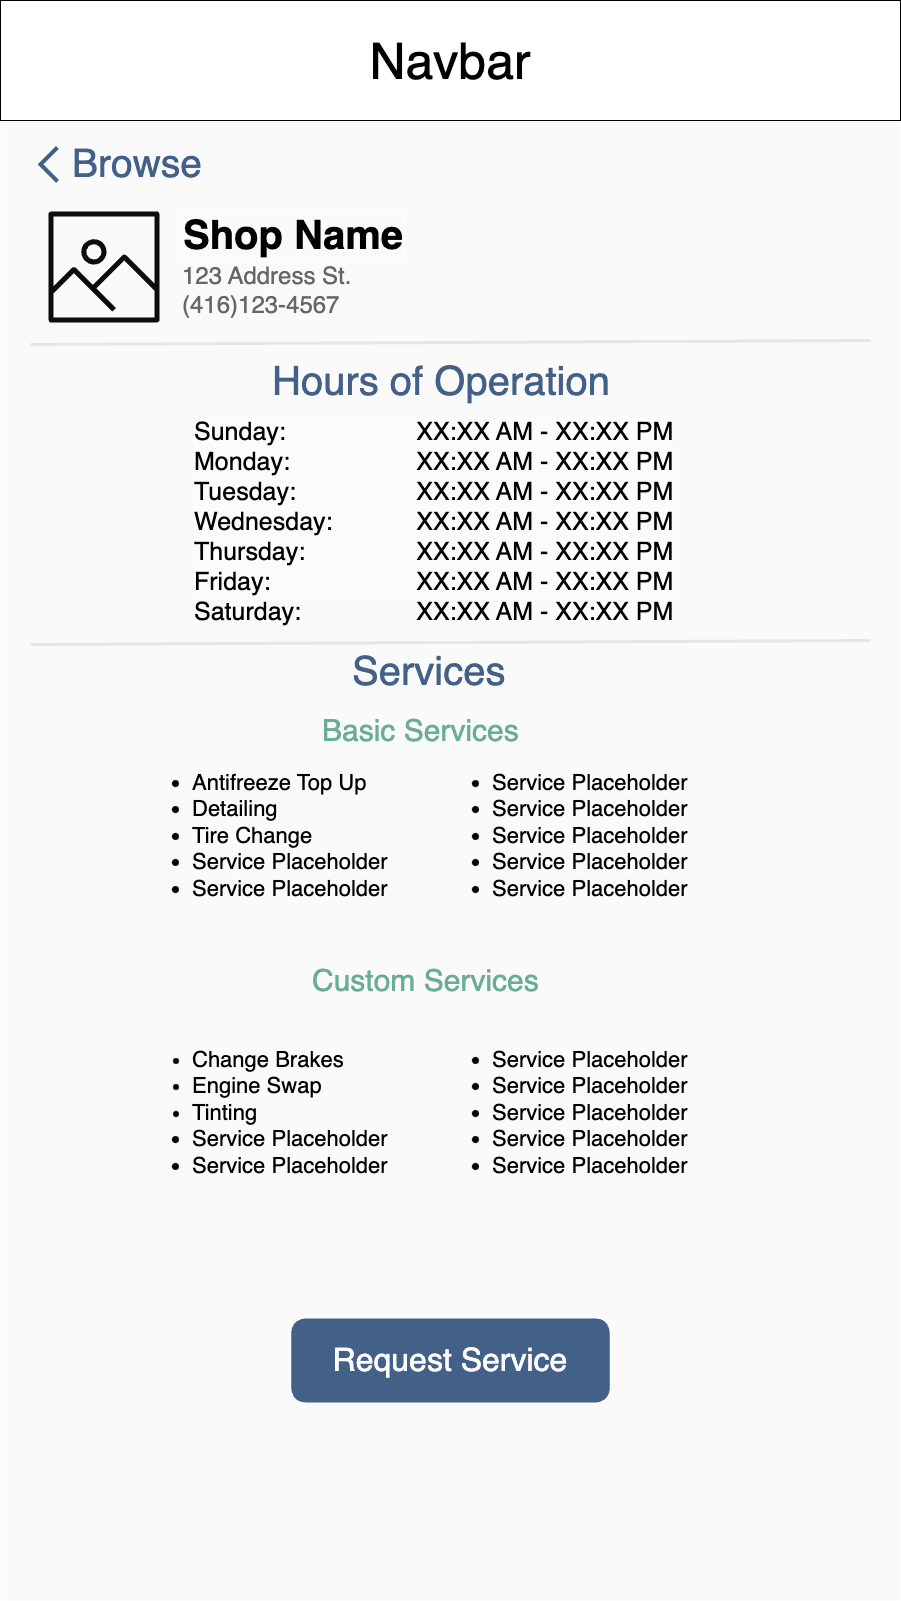 Navbar
Browse
Shop Name
123 Address St.
(416)123-4567
Hours of Operation
Sunday: XX:XX AM - XX:XX PM
Monday: XX:XX AM - XX:XX PM
Tuesday: XX:XX AM - XX:XX PM
Wednesday: XX:XX AM - XX:XX PM
Thursday: XX:XX AM - XX:XX PM
Friday: XX:XX AM - XX:XX PM
Saturday: XX:XX AM - XX:XX PM
Services
Basic Services
• Antifreeze Top Up
• Detailing
• Tire Change
• Service Placeholder
• Service Placeholder
• Service Placeholder
• Service Placeholder
• Service Placeholder
• Service Placeholder
• Service Placeholder
Custom Services
• Change Brakes
• Engine Swap
• Tinting
• Service Placeholder
• Service Placeholder
• Service Placeholder
• Service Placeholder
• Service Placeholder
• Service Placeholder
• Service Placeholder
Request Service